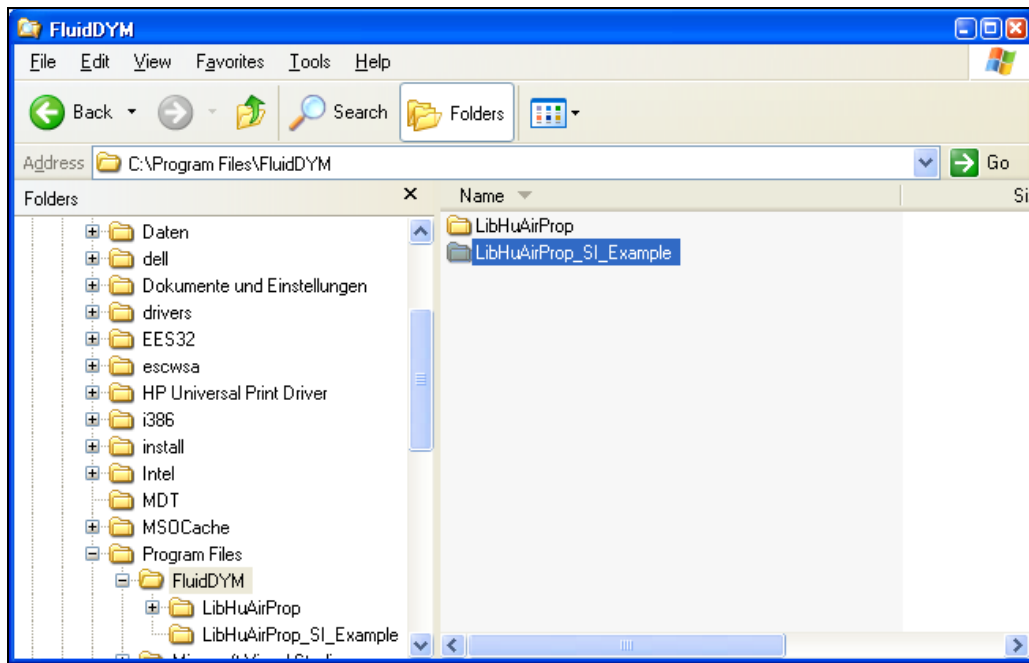 FluidDYM
File Edit View Favorites Tools Help
Back Search Folders
Address C:\Program Files\FluidDYM Go
Folders Name Si
Daten
dell
Dokumente und Einstellungen
drivers
EES32
escwsa
HP Universal Print Driver
i386
install
Intel
MDT
MSOCache
Program Files
FluidDYM
LibHuAirProp
LibHuAirProp_SI_Example
LibHuAirProp
LibHuAirProp_SI_Example